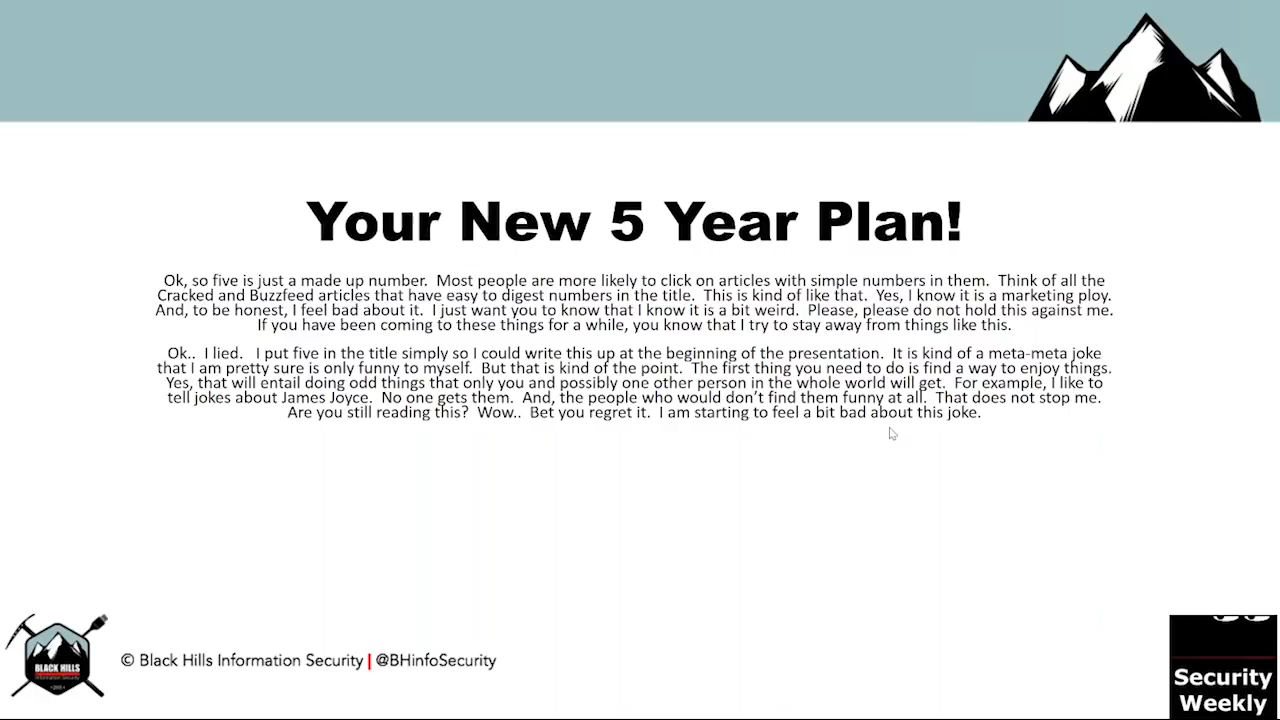 Your New 5 Year Plan!
Ok, so five is just a made up number.  Most people are more likely to click on articles with simple numbers in them.  Think of all the
Cracked and Buzzfeed articles that have easy to digest numbers in the title.  This is kind of like that.  Yes, I know it is a marketing ploy.
And, to be honest, I feel bad about it.  I just want you to know that I know it is a bit weird.  Please, please do not hold this against me.
If you have been coming to these things for a while, you know that I try to stay away from things like this.
Ok..  I lied.   I put five in the title simply so I could write this up at the beginning of the presentation.  It is kind of a meta-meta joke
that I am pretty sure is only funny to myself.  But that is kind of the point.  The first thing you need to do is find a way to enjoy things.
Yes, that will entail doing odd things that only you and possibly one other person in the whole world will get.  For example, I like to
tell jokes about James Joyce.  No one gets them.  And, the people who would don’t find them funny at all.  That does not stop me.
Are you still reading this?  Wow..  Bet you regret it.  I am starting to feel a bit bad about this joke.
BLACK HILLS
Information Security
© Black Hills Information Security | @BHinfoSecurity
Security
Weekly